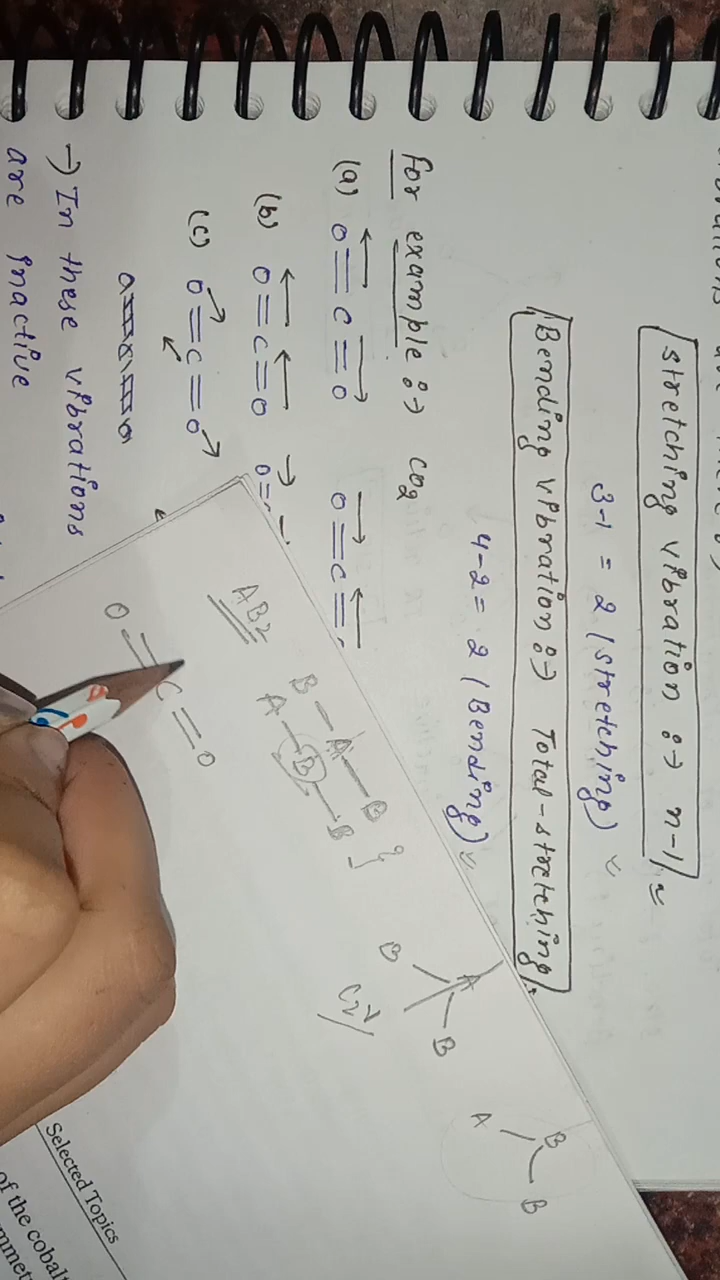 stretching vibration :→ n-1
3-1 = 2 (stretching)
Bending vibration :→ Total-stretching
4-2 = 2 (Bending)
for example :→ CO2
(a) O=C=O O=C=
(b) O=C=O O=
(c) O=C=O
→ In these vibrations
are inactive
AB2
B-A-B
A-B-B }
B A B
C2v
A B B
O=C=O
Selected Topics
of the cobalt